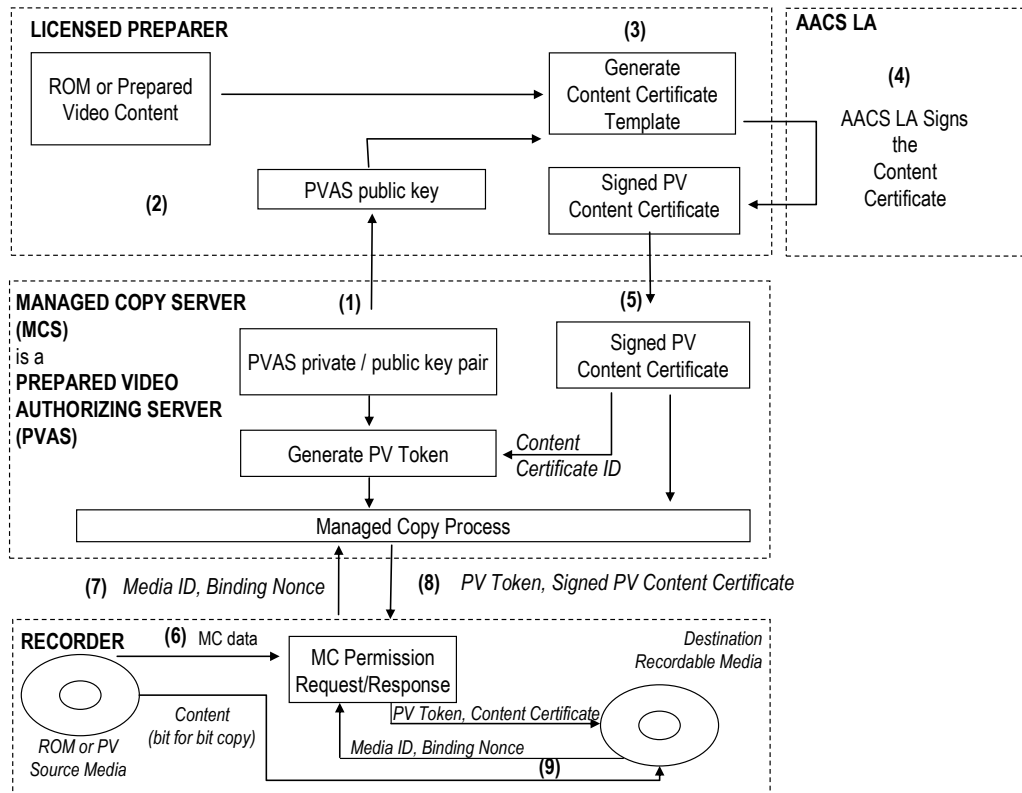 LICENSED PREPARER
ROM or Prepared
Video Content
(2)
PVAS public key
(3)
Generate
Content Certificate
Template
Signed PV
Content Certificate
AACS LA
(4)
AACS LA Signs
the
Content
Certificate
MANAGED COPY SERVER
(MCS)
is a
PREPARED VIDEO
AUTHORIZING SERVER
(PVAS)
(1)
PVAS private / public key pair
Generate PV Token
(5)
Signed PV
Content Certificate
Content
Certificate ID
Managed Copy Process
(7) Media ID, Binding Nonce
(8) PV Token, Signed PV Content Certificate
RECORDER
(6) MC data
MC Permission
Request/Response
Destination
Recordable Media
PV Token, Content Certificate
Content
(bit for bit copy)
Media ID, Binding Nonce
(9)
ROM or PV
Source Media